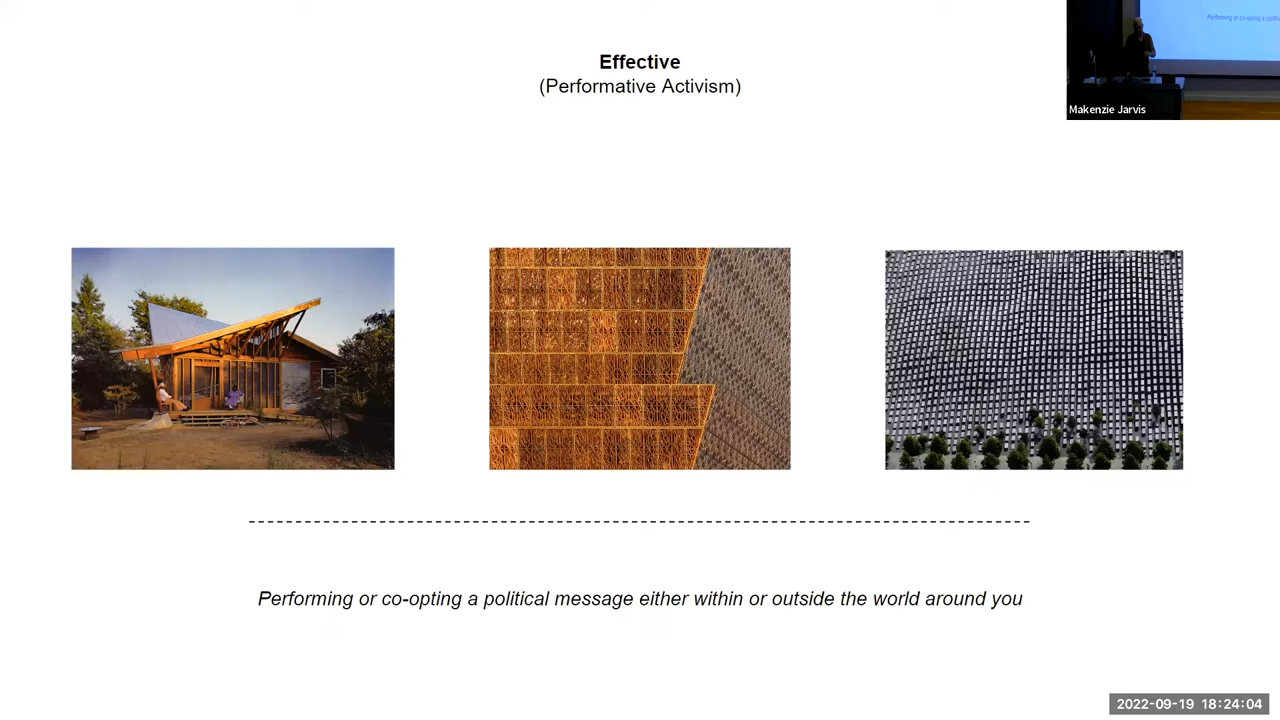 Effective
(Performative Activism)
Performing or co-opting a political message either within or outside the world around you
Makenzie Jarvis
2022-09-19 18:24:04